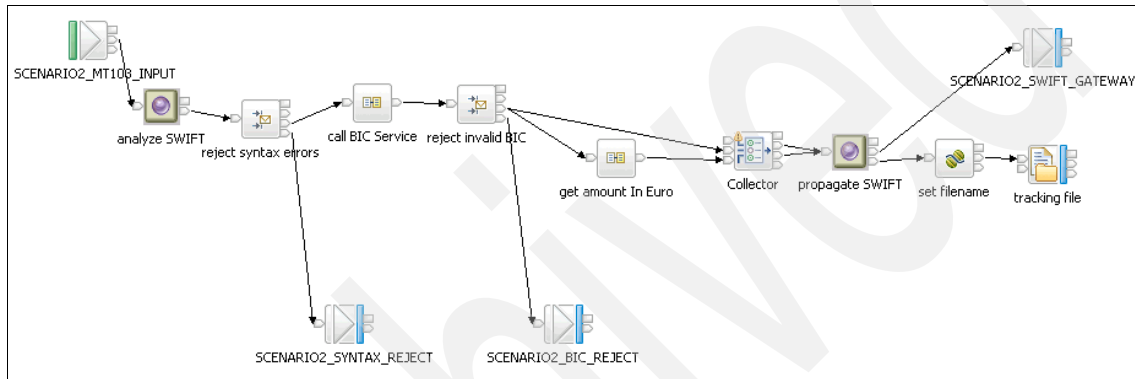 SCENARIO2_MT103_INPUT
analyze SWIFT
reject syntax errors
call BIC Service
reject invalid BIC
get amount In Euro
Collector
propagate SWIFT
SCENARIO2_SWIFT_GATEWAY
set filename
tracking file
SCENARIO2_SYNTAX_REJECT
SCENARIO2_BIC_REJECT